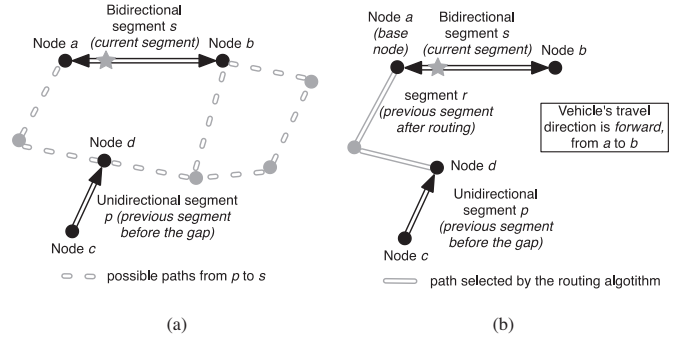 Bidirectional
segment s
(current segment)
Node a
Node b
Node d
Unidirectional segment
p (previous segment
before the gap)
Node c
possible paths from p to s
(a)
Node a
(base
node)
Bidirectional
segment s
(current segment)
Node b
segment r
(previous segment
after routing)
Vehicle's travel
direction is forward,
from a to b
Node d
Unidirectional
segment p
(previous segment
before the gap)
Node c
path selected by the routing algorithm
(b)